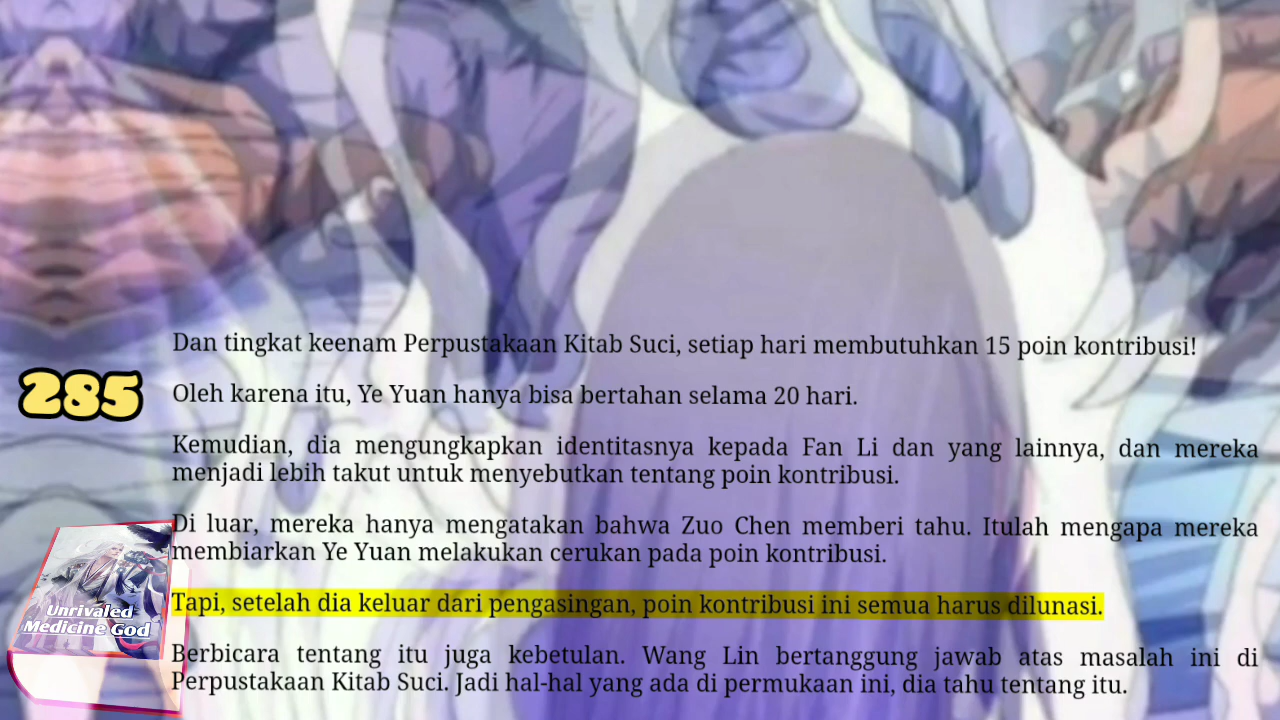 Dan tingkat keenam Perpustakaan Kitab Suci, setiap hari membutuhkan 15 poin kontribusi!
285
Oleh karena itu, Ye Yuan hanya bisa bertahan selama 20 hari.
Kemudian, dia mengungkapkan identitasnya kepada Fan Li dan yang lainnya, dan mereka
menjadi lebih takut untuk menyebutkan tentang poin kontribusi.
Di luar, mereka hanya mengatakan bahwa Zuo Chen memberi tahu. Itulah mengapa mereka
membiarkan Ye Yuan melakukan cerukan pada poin kontribusi.
Tapi, setelah dia keluar dari pengasingan, poin kontribusi ini semua harus dilunasi.
Unrivaled
Medicine God
Berbicara tentang itu juga kebetulan. Wang Lin bertanggung jawab atas masalah ini di
Perpustakaan Kitab Suci. Jadi hal-hal yang ada di permukaan ini, dia tahu tentang itu.